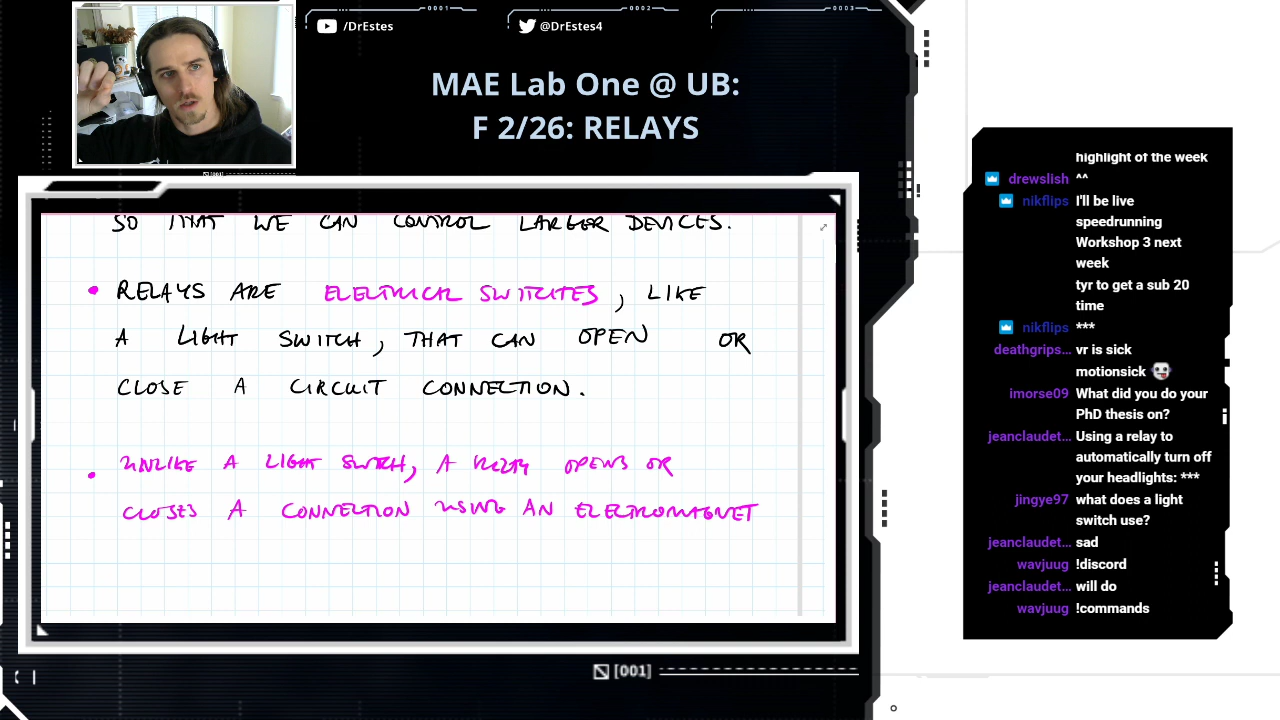 [0001]
[0002]
[0003]
/DrEstes
@DrEstes4
MAE Lab One @ UB:
F 2/26: RELAYS
[001]
SO THAT WE CAN CONTROL LARGER DEVICES.
• RELAYS ARE ELECTRICAL SWITCHES, LIKE
A LIGHT SWITCH, THAT CAN OPEN OR
CLOSE A CIRCUIT CONNECTION.
• UNLIKE A LIGHT SWITCH, A RELAY OPENS OR
CLOSES A CONNECTION USING AN ELECTROMAGNET
[001]
highlight of the week
drewslish ^^
nikflips I'll be live
speedrunning
Workshop 3 next
week
tyr to get a sub 20
time
nikflips ***
deathgrips... vr is sick
motionsick
imorse09 What did you do your
PhD thesis on?
jeanclaudet... Using a relay to
automatically turn off
your headlights: ***
jingye97 what does a light
switch use?
jeanclaudet... sad
wavjuug !discord
jeanclaudet... will do
wavjuug !commands